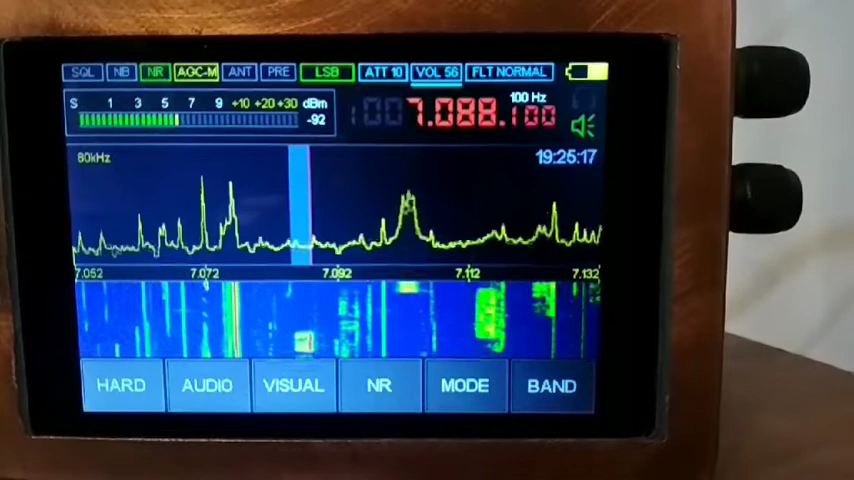 SQL NB NR AGC-M ANT PRE LSB ATT 10 VOL 56 FLT NORMAL
S 1 3 5 7 9 +10 +20 +30 dBm
-92
100 Hz
7.088.100
80kHz
19:25:17
7.052 7.072 7.092 7.112 7.132
HARD AUDIO VISUAL NR MODE BAND